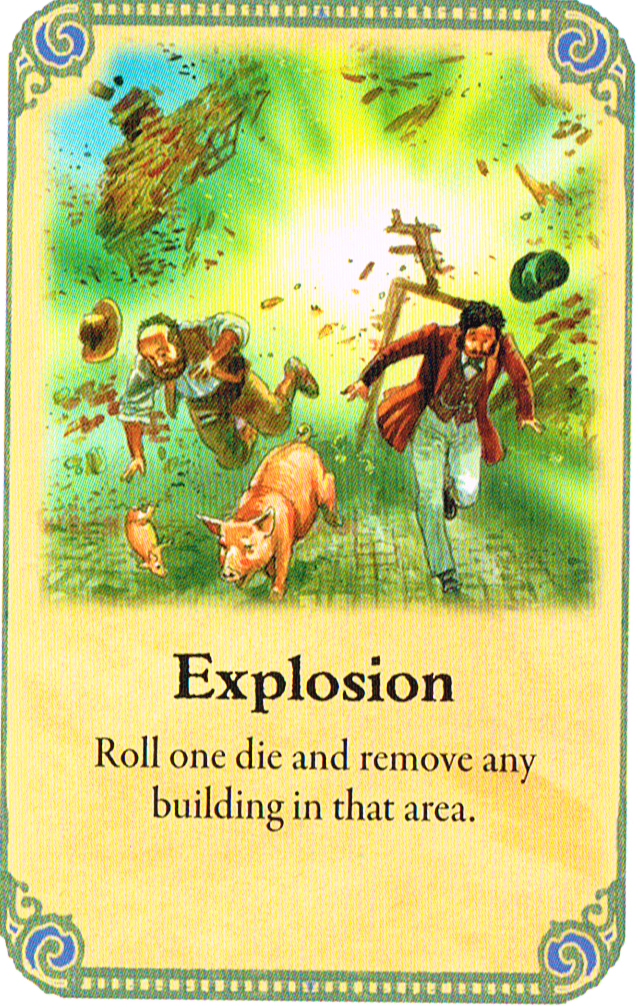 Explosion
Roll one die and remove any
building in that area.